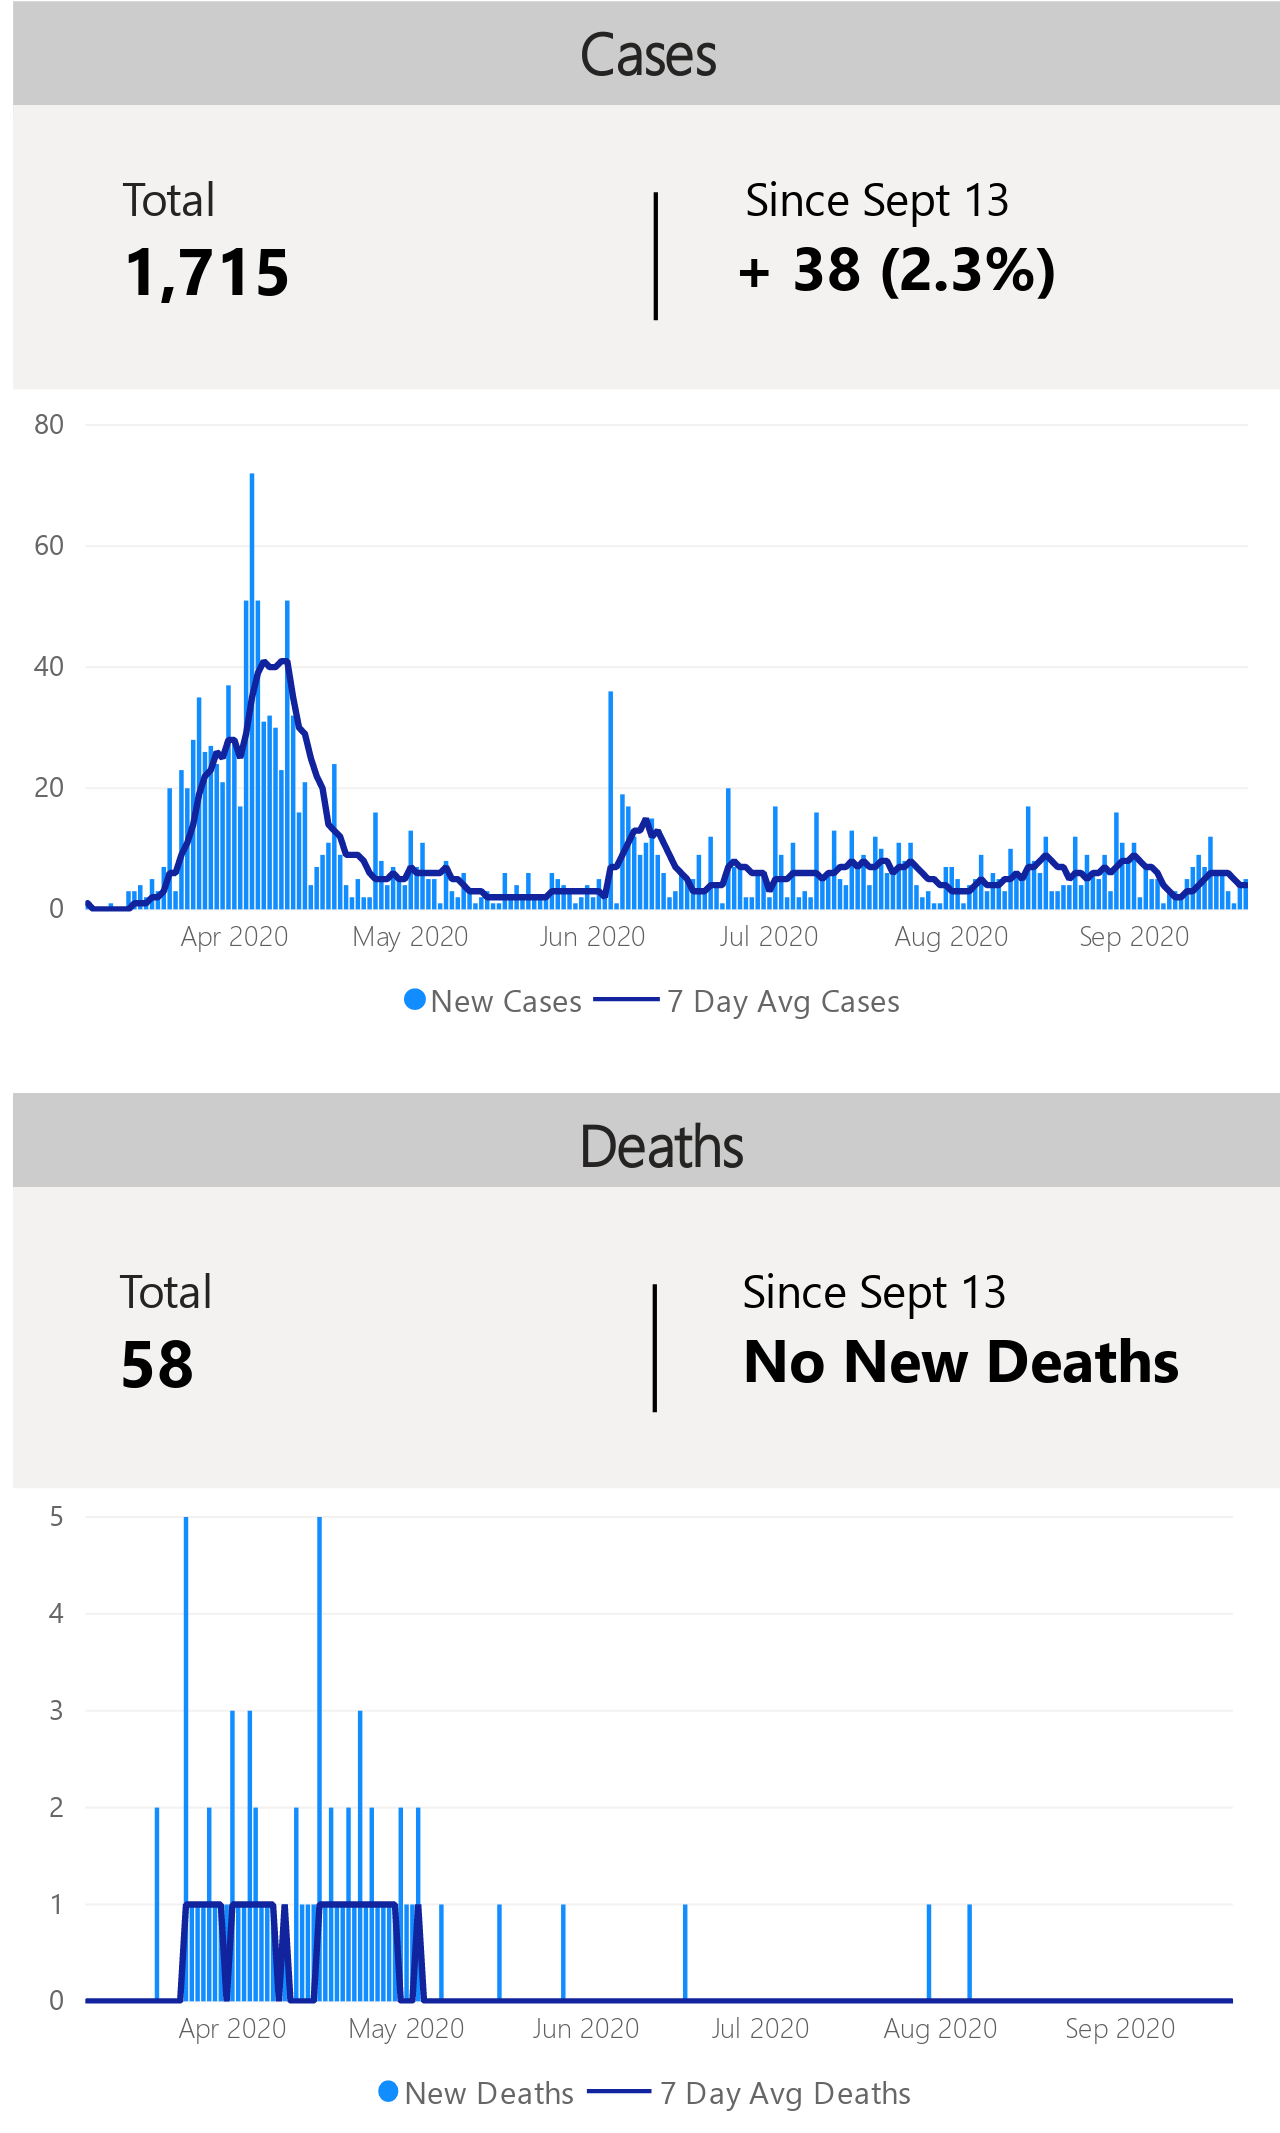 Cases
Total
Since Sept 13
1,715
+ 38 (2.3%)
80
60
40
20
0
Apr 2020
May 2020
Jun 2020
Jul 2020
Aug 2020
Sep 2020
New Cases
7 Day Avg Cases
Deaths
Total
Since Sept 13
58
No New Deaths
5
4
3
2
1
0
Apr 2020
May 2020
Jun 2020
Jul 2020
Aug 2020
Sep 2020
New Deaths
7 Day Avg Deaths